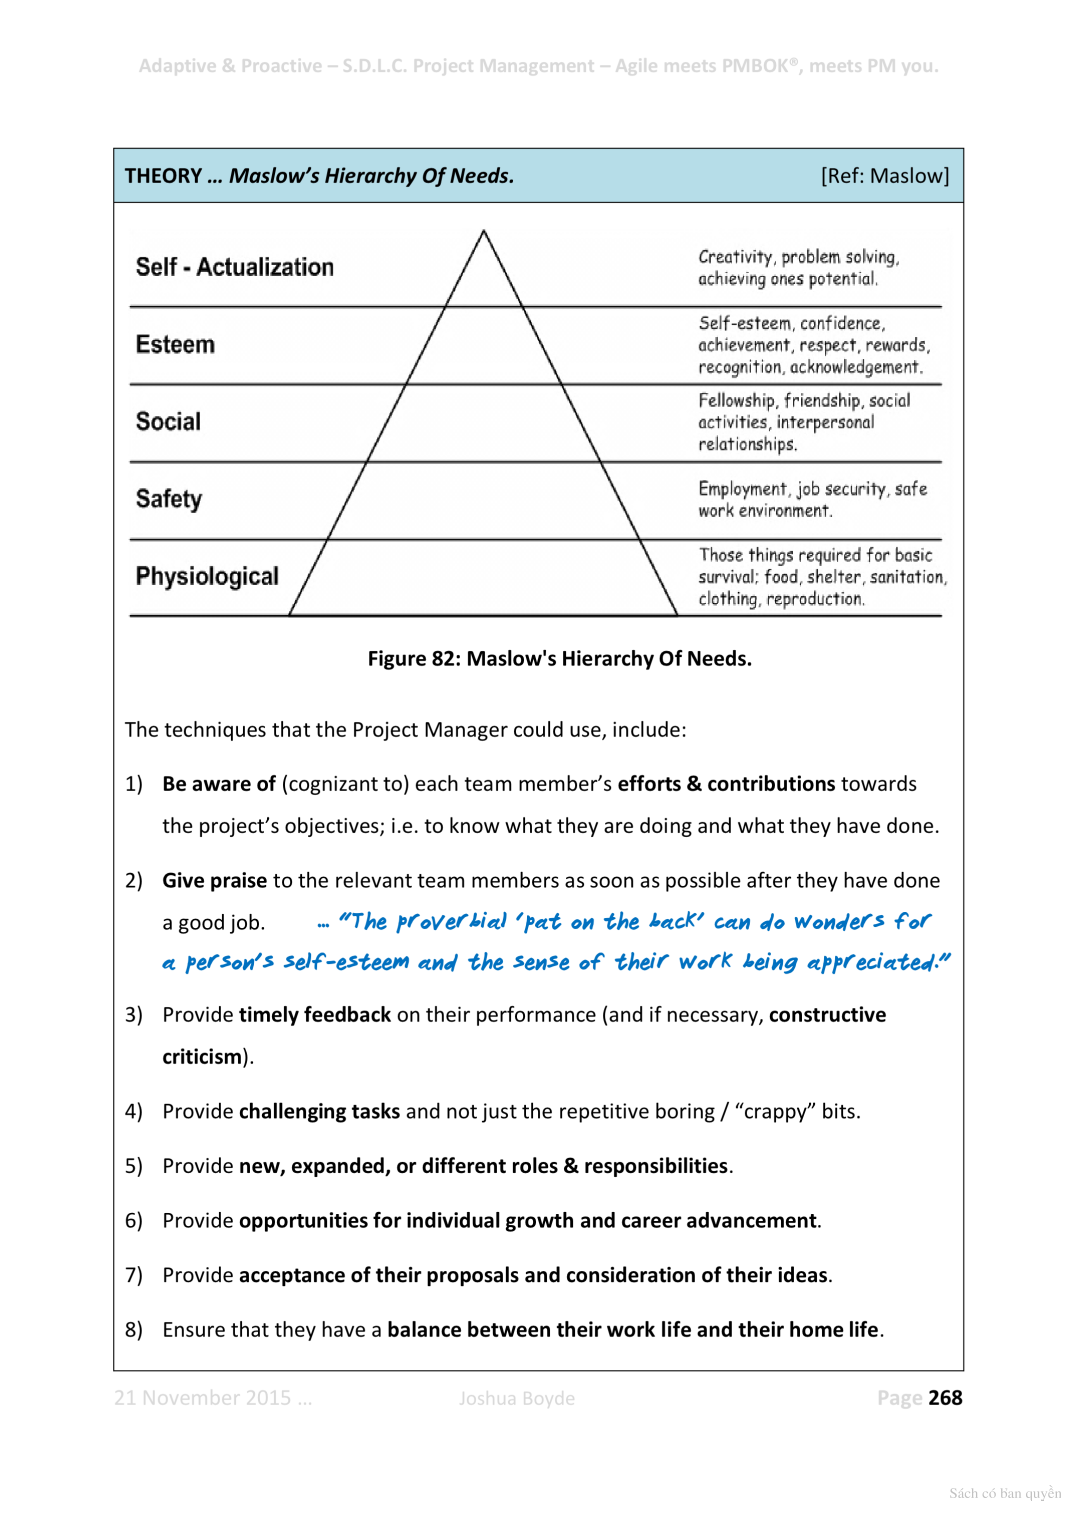 Adaptive & Proactive – S.D.L.C. Project Management – Agile meets PMBOK®, meets PM you.
THEORY … Maslow's Hierarchy Of Needs. [Ref: Maslow]
Self - Actualization
Creativity, problem solving,
achieving ones potential.
Esteem
Self-esteem, confidence,
achievement, respect, rewards,
recognition, acknowledgement.
Social
Fellowship, friendship, social
activities, interpersonal
relationships.
Safety
Employment, job security, safe
work environment.
Physiological
Those things required for basic
survival; food, shelter, sanitation,
clothing, reproduction.
Figure 82: Maslow's Hierarchy Of Needs.
The techniques that the Project Manager could use, include:
1) Be aware of (cognizant to) each team member's efforts & contributions towards
the project's objectives; i.e. to know what they are doing and what they have done.
2) Give praise to the relevant team members as soon as possible after they have done
a good job. … "The proverbial 'pat on the back' can do wonders for
a person's self-esteem and the sense of their work being appreciated."
3) Provide timely feedback on their performance (and if necessary, constructive
criticism).
4) Provide challenging tasks and not just the repetitive boring / “crappy” bits.
5) Provide new, expanded, or different roles & responsibilities.
6) Provide opportunities for individual growth and career advancement.
7) Provide acceptance of their proposals and consideration of their ideas.
8) Ensure that they have a balance between their work life and their home life.
21 November 2015 … Joshua Boyde Page 268
Sách có bản quyền